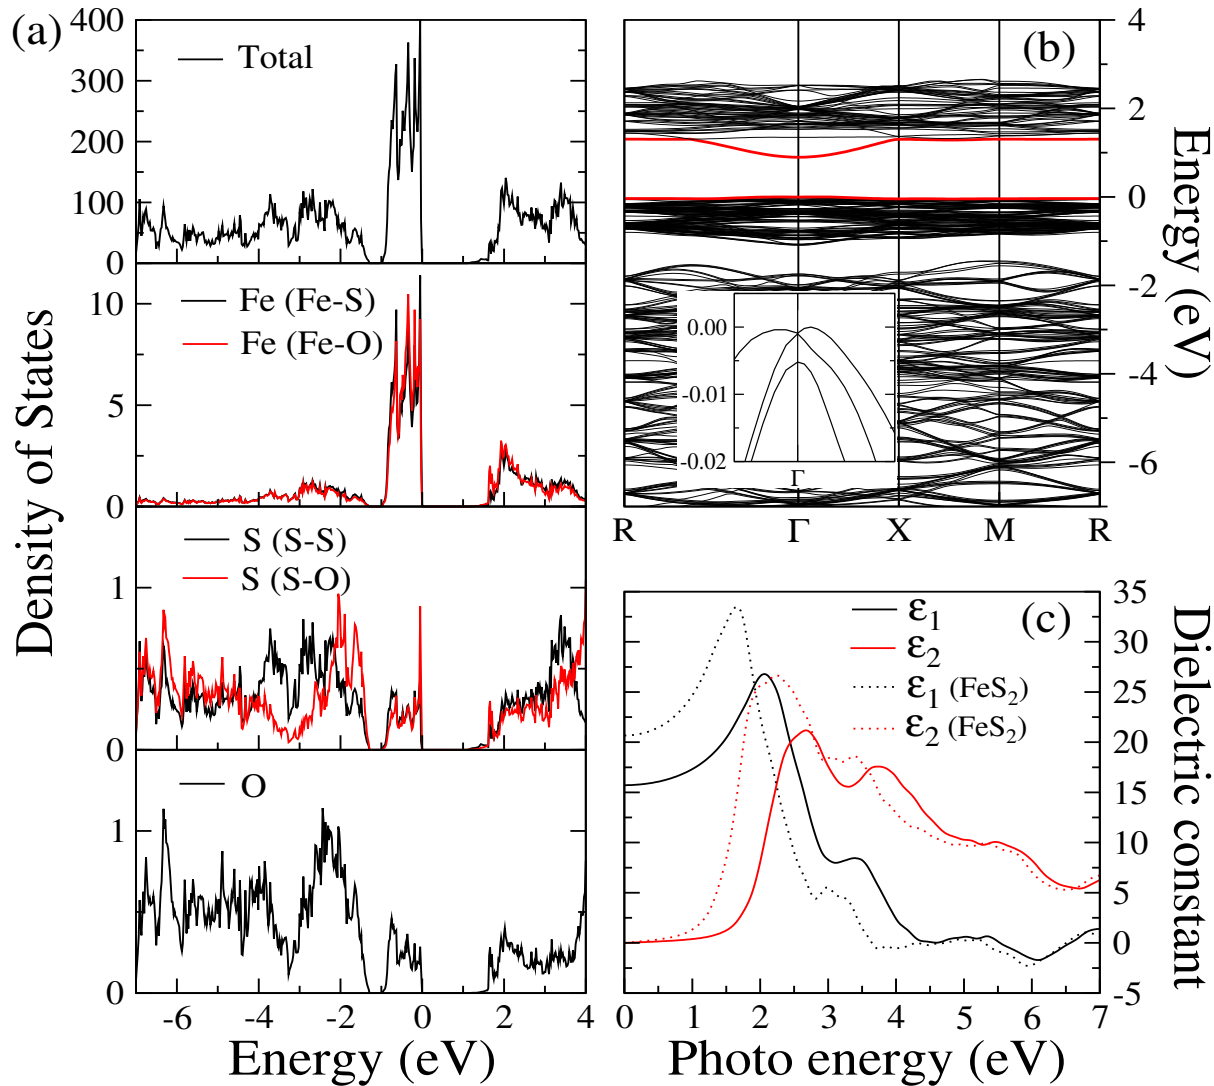 (a)
Density of States
400
300
200
100
0
Total
10
5
0
Fe (Fe-S)
Fe (Fe-O)
1
0
S (S-S)
S (S-O)
1
0
O
-6 -4 -2 0 2 4
Energy (eV)
(b)
4
2
0
-2
-4
-6
Energy (eV)
0.00
-0.01
-0.02
Γ
R Γ X M R
(c)
ε1
ε2
ε1 (FeS2)
ε2 (FeS2)
35
30
25
20
15
10
5
0
-5
Dielectric constant
0 1 2 3 4 5 6 7
Photo energy (eV)